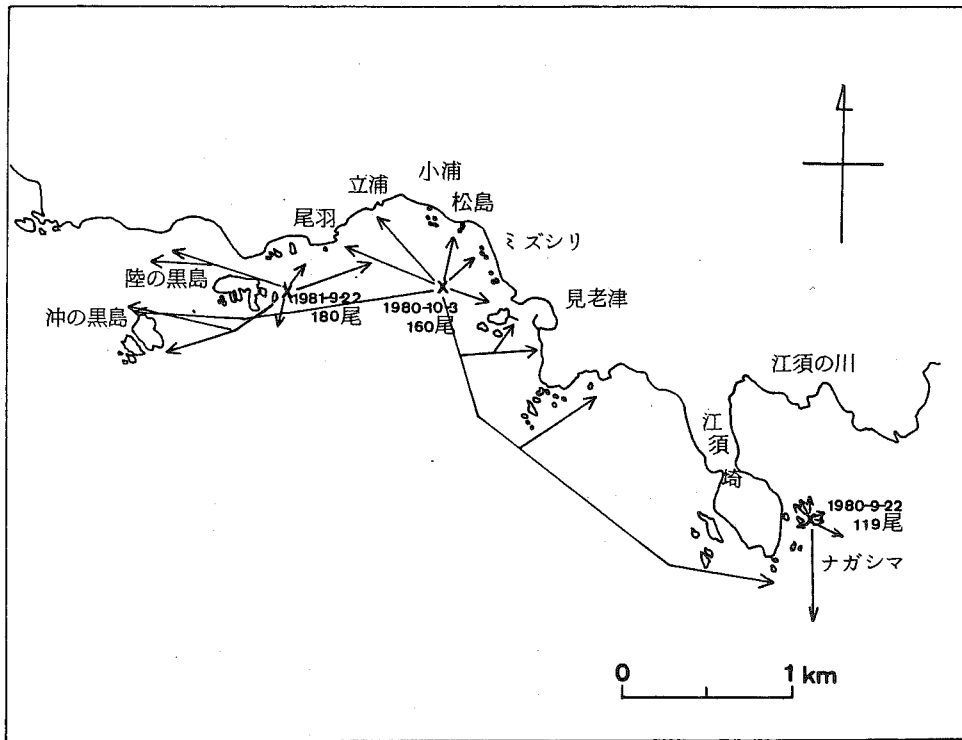 小浦
立浦
松島
尾羽
ミズシリ
陸の黒島
1981-9-22
180尾
1980-10-3
160尾
見老津
沖の黒島
江須の川
江須崎
1980-9-22
119尾
ナガシマ
0 1 km